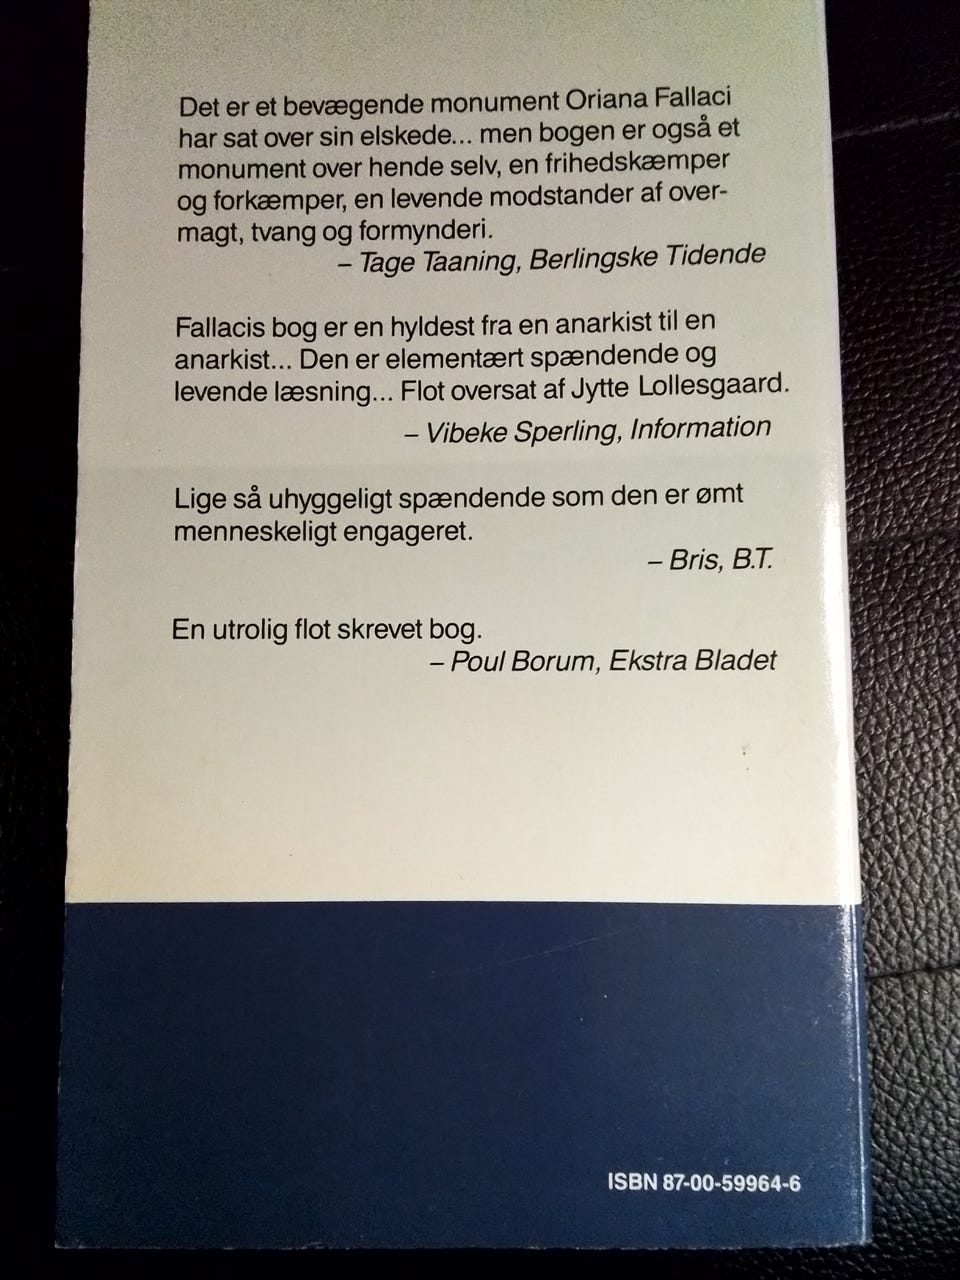 Det er et bevægende monument Oriana Fallaci
har sat over sin elskede... men bogen er også et
monument over hende selv, en frihedskæmper
og forkæmper, en levende modstander af over-
magt, tvang og formynderi.
– Tage Taaning, Berlingske Tidende
Fallacis bog er en hyldest fra en anarkist til en
anarkist... Den er elementært spændende og
levende læsning... Flot oversat af Jytte Lollesgaard.
– Vibeke Sperling, Information
Lige så uhyggeligt spændende som den er ømt
menneskeligt engageret.
– Bris, B.T.
En utrolig flot skrevet bog.
– Poul Borum, Ekstra Bladet
ISBN 87-00-59964-6